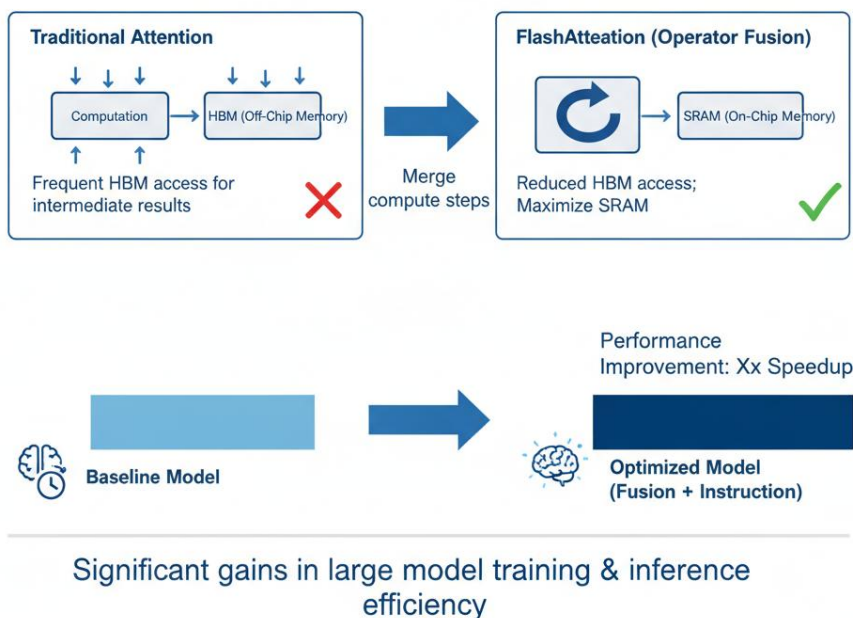 Traditional Attention
Computation
HBM (Off-Chip Memory)
Frequent HBM access for
intermediate results
Merge
compute steps
FlashAtteation (Operator Fusion)
SRAM (On-Chip Memory)
Reduced HBM access;
Maximize SRAM
Baseline Model
Performance
Improvement: Xx Speedup
Optimized Model
(Fusion + Instruction)
Significant gains in large model training & inference
efficiency